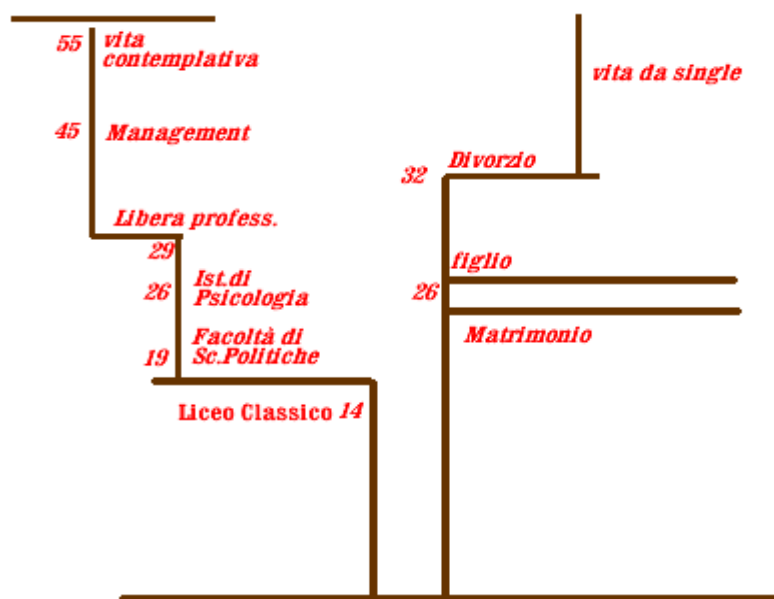 55 vita
contemplativa
45 Management
Libera profess.
29
26 Ist.di
Psicologia
Facoltà di
19 Sc.Politiche
Liceo Classico 14
vita da single
Divorzio
32
figlio
26
Matrimonio